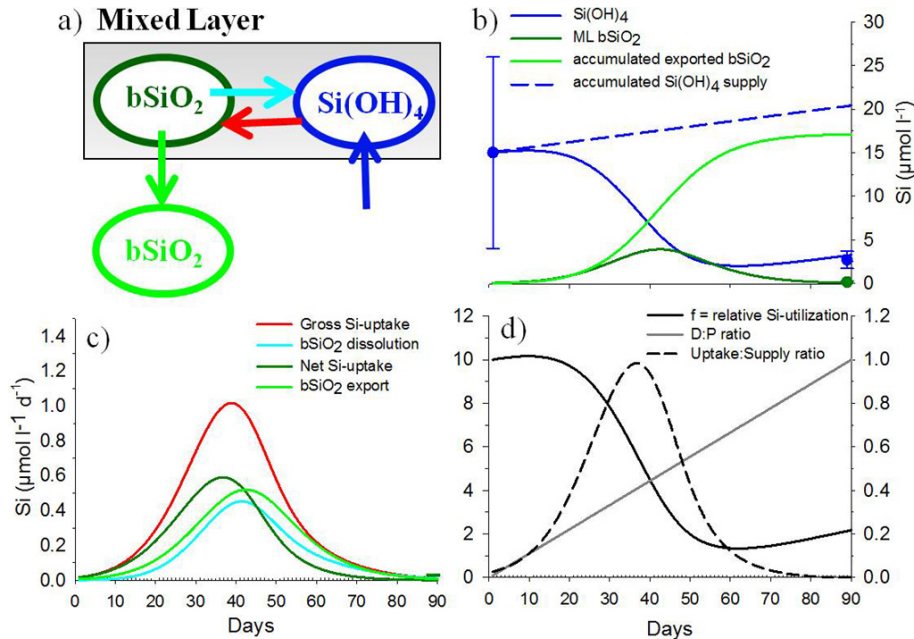 a) Mixed Layer
bSiO2
Si(OH)4
bSiO2
b)
Si(OH)4
ML bSiO2
accumulated exported bSiO2
accumulated Si(OH)4 supply
30
25
20
15
10
5
0
Si (µmol l-1)
0 20 40 60 80
c)
Gross Si-uptake
bSiO2 dissolution
Net Si-uptake
bSiO2 export
1.4
1.2
1.0
0.8
0.6
0.4
0.2
0.0
Si (µmol l-1 d-1)
0 10 20 30 40 50 60 70 80 90
Days
d)
f = relative Si-utilization
D:P ratio
Uptake:Supply ratio
12
10
8
6
4
2
0
1.2
1.0
0.8
0.6
0.4
0.2
0.0
0 10 20 30 40 50 60 70 80 90
Days